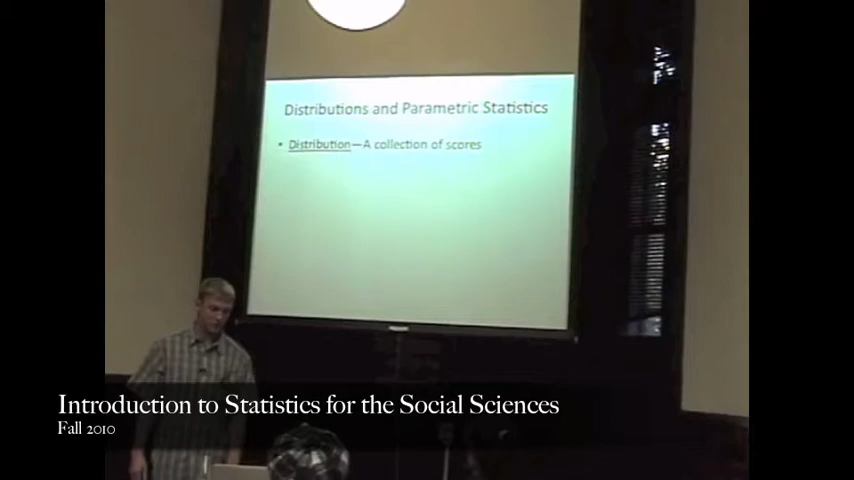 Distributions and Parametric Statistics
• Distribution—A collection of scores
Introduction to Statistics for the Social Sciences
Fall 2010